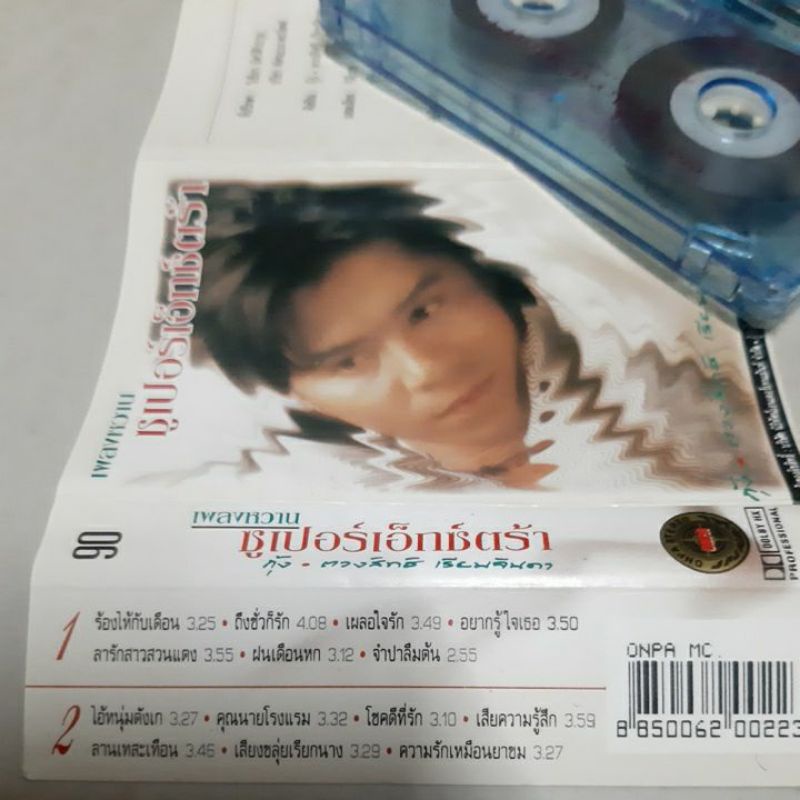 เพลงหวาน
ซูเปอร์เอ็กซ์ตร้า
90
เพลงหวาน
ซูเปอร์เอ็กซ์ตร้า
กุ้ง • ตวงสิทธิ เรียมจินดา
DOLBY HX
PROFESSIONAL
1
ร้องไห้กับเดือน 3.25 • ถึงชั่วก็รัก 4.08 • เผลอใจรัก 3.49 • อยากรู้ใจเธอ 3.50
ลารักสาวสวนแตง 3.55 • ฝนเดือนหก 3.12 • จำปาลืมต้น 2.55
2
ไอ้หนุ่มตังเก 3.27 • คุณนายโรงแรม 3.32 • โชคดีที่รัก 3.10 • เสียความรู้สึก 3.59
ลานเทสะเทือน 3.46 • เสียงขลุ่ยเรียกนาง 3.29 • ความรักเหมือนยาขม 3.27
ONPA MC.
8 850062 00223